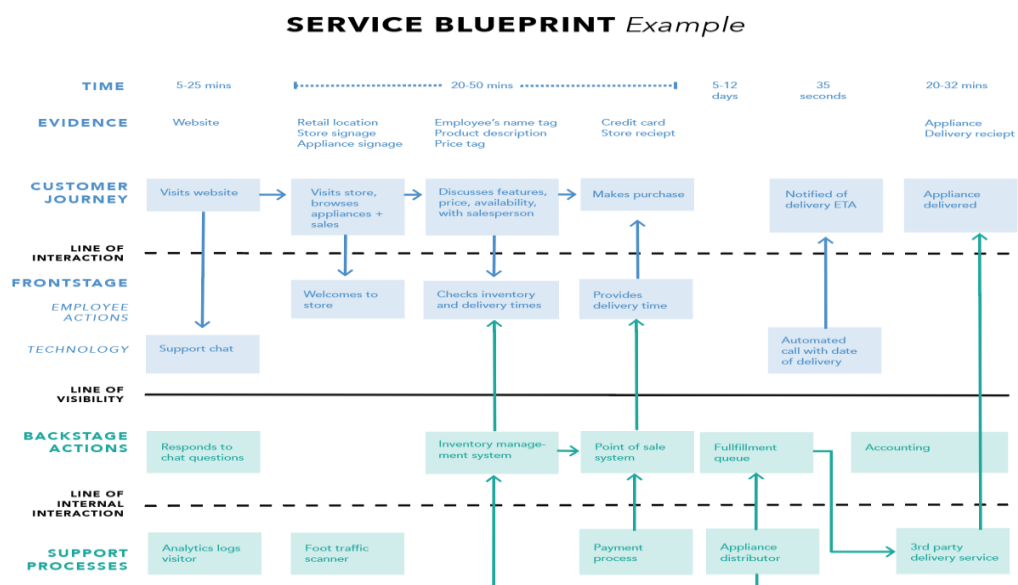 SERVICE BLUEPRINT Example
TIME
5-25 mins
20-50 mins
5-12
days
35
seconds
20-32 mins
EVIDENCE
Website
Retail location
Store signage
Appliance signage
Employee's name tag
Product description
Price tag
Credit card
Store reciept
Appliance
Delivery reciept
CUSTOMER
JOURNEY
Visits website
Visits store,
browses
appliances +
sales
Discusses features,
price, availability,
with salesperson
Makes purchase
Notified of
delivery ETA
Appliance
delivered
LINE OF
INTERACTION
FRONTSTAGE
EMPLOYEE
ACTIONS
Welcomes to
store
Checks inventory
and delivery times
Provides
delivery time
TECHNOLOGY
Support chat
Automated
call with date
of delivery
LINE OF
VISIBILITY
BACKSTAGE
ACTIONS
Responds to
chat questions
Inventory manage-
ment system
Point of sale
system
Fullfillment
queue
Accounting
LINE OF
INTERNAL
INTERACTION
SUPPORT
PROCESSES
Analytics logs
visitor
Foot traffic
scanner
Payment
process
Appliance
distributor
3rd party
delivery service